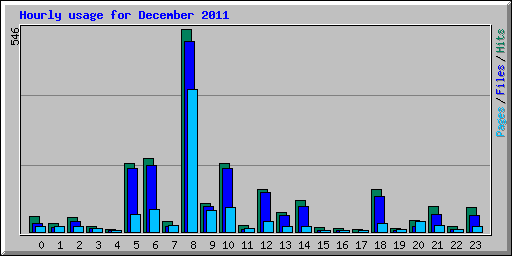 Hourly usage for December 2011
546
Pages / Files / Hits
0 1 2 3 4 5 6 7 8 9 10 11 12 13 14 15 16 17 18 19 20 21 22 23